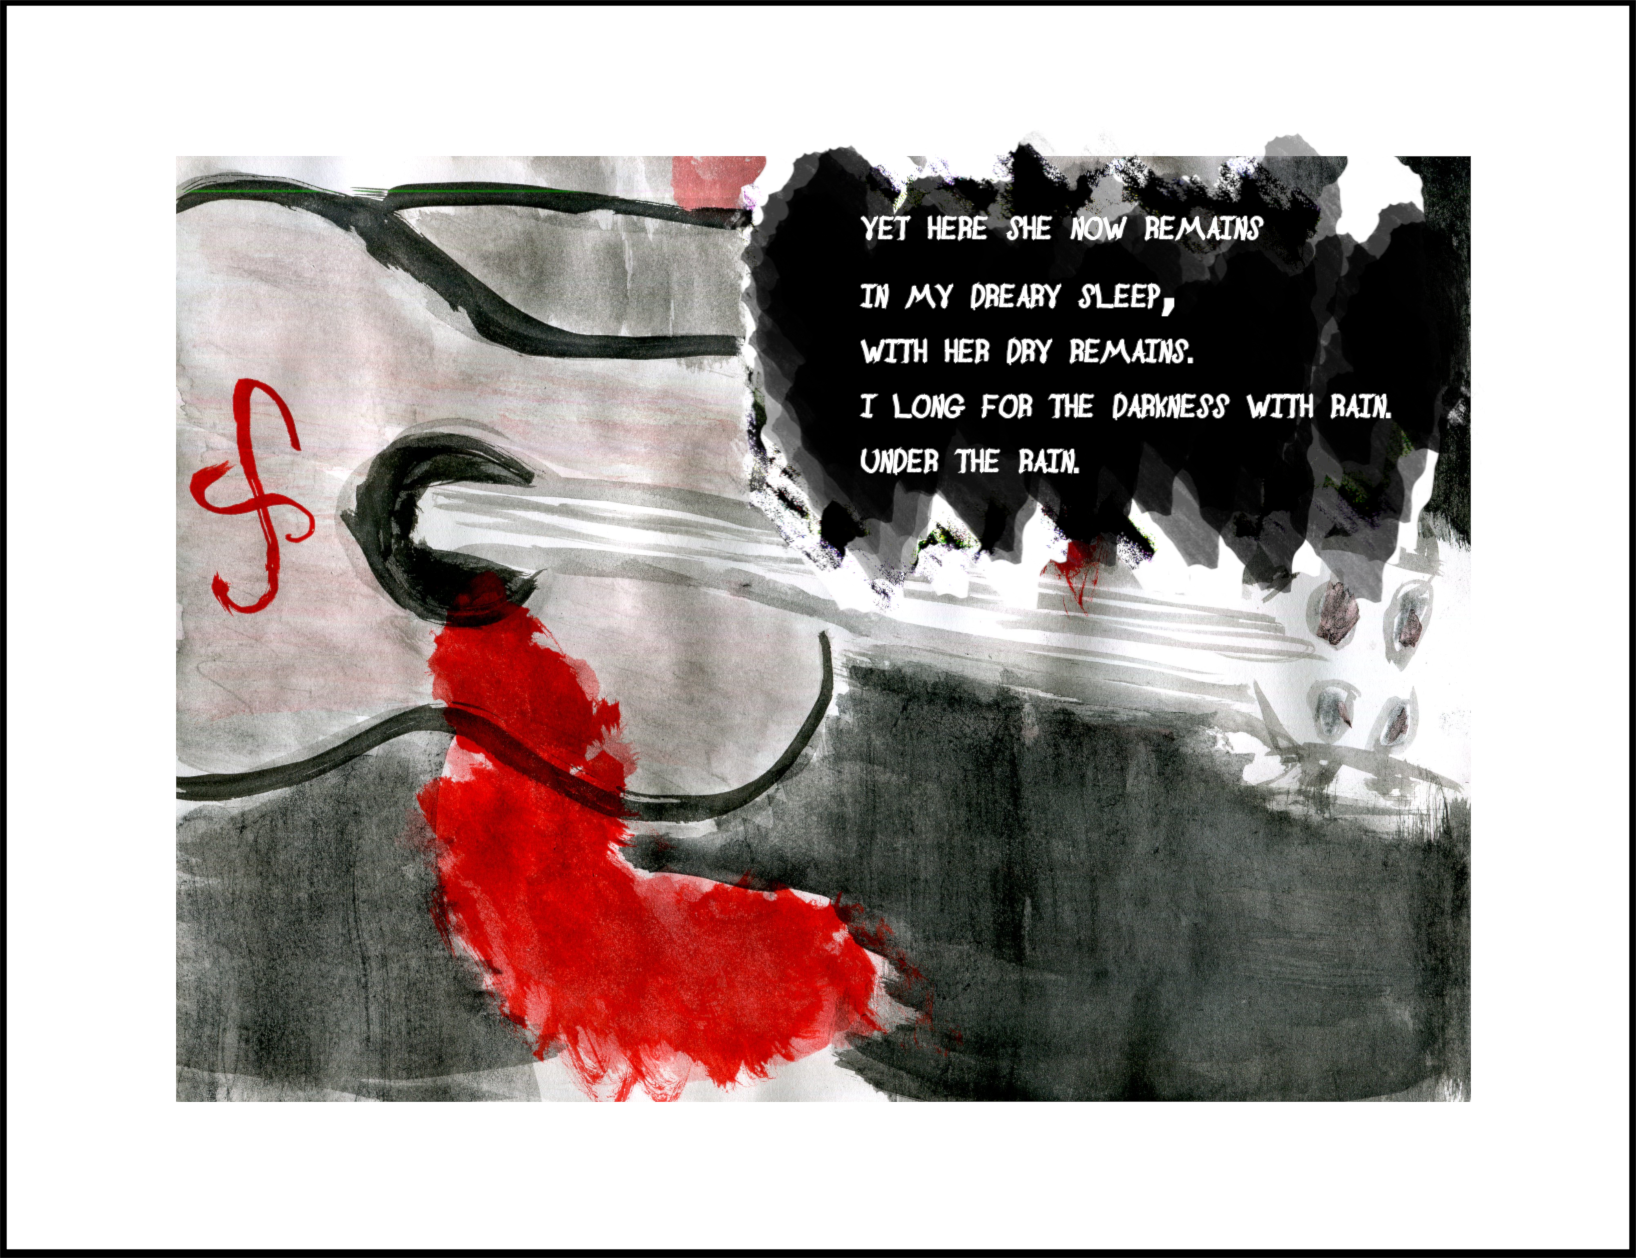 YET HERE SHE NOW REMAINS
IN MY DREARY SLEEP,
WITH HER DRY REMAINS.
I LONG FOR THE DARKNESS WITH RAIN.
UNDER THE RAIN.